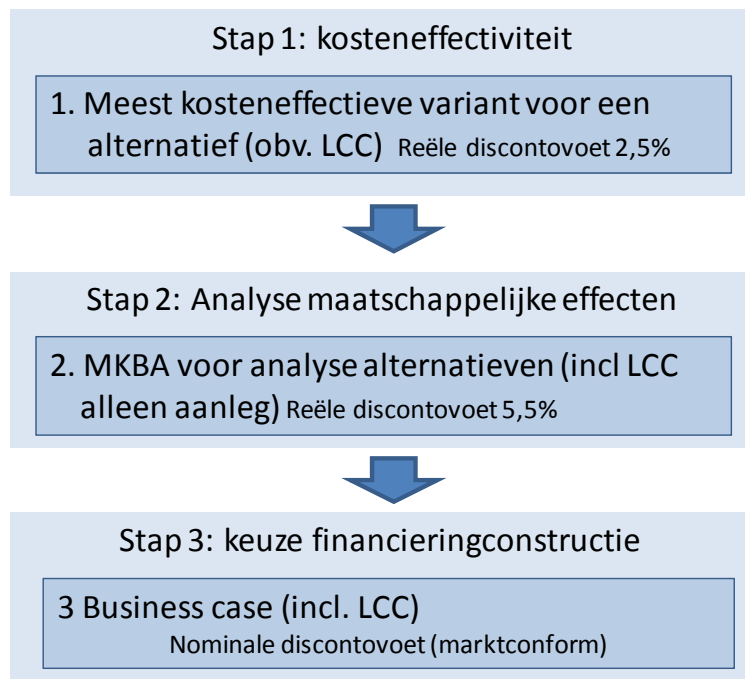 Stap 1: kosteneffectiviteit
1. Meest kosteneffectieve variant voor een
alternatief (obv. LCC) Reële discontovoet 2,5%
Stap 2: Analyse maatschappelijke effecten
2. MKBA voor analyse alternatieven (incl LCC
alleen aanleg) Reële discontovoet 5,5%
Stap 3: keuze financieringconstructie
3 Business case (incl. LCC)
Nominale discontovoet (marktconform)